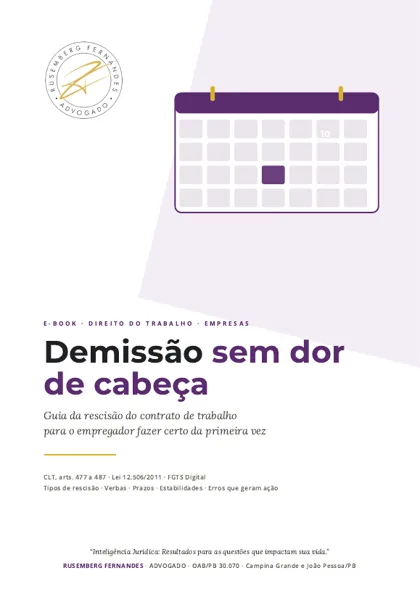 RUSEMBERG FERNANDES • ADVOGADO •
10
E-BOOK · DIREITO DO TRABALHO · EMPRESAS
Demissão sem dor
de cabeça
Guia da rescisão do contrato de trabalho
para o empregador fazer certo da primeira vez
CLT, arts. 477 a 487 · Lei 12.506/2011 · FGTS Digital
Tipos de rescisão · Verbas · Prazos · Estabilidades · Erros que geram ação
"Inteligência Jurídica: Resultados para as questões que impactam sua vida."
RUSEMBERG FERNANDES · ADVOGADO · OAB/PB 30.070 · Campina Grande e João Pessoa/PB